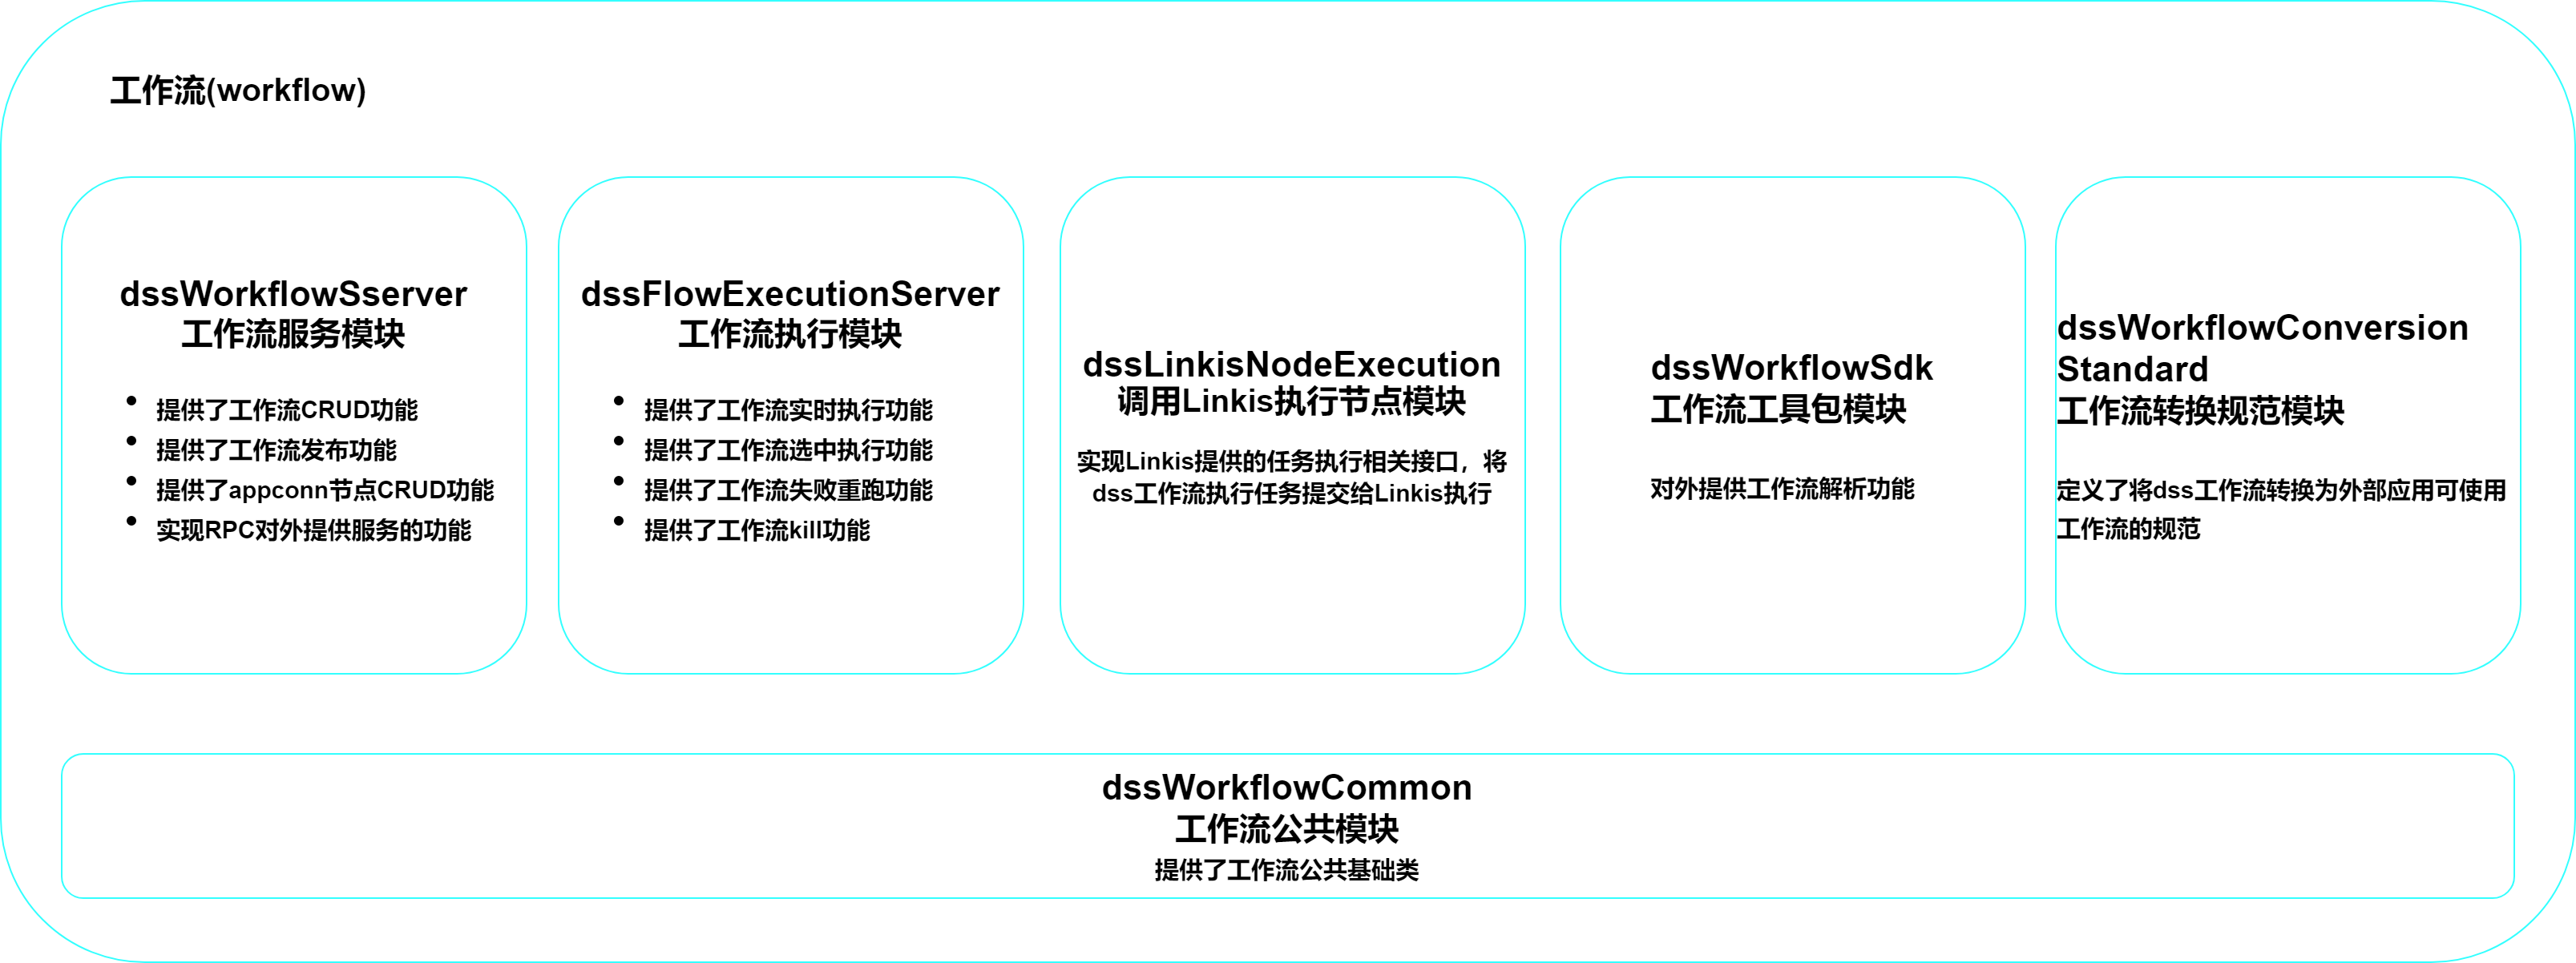 工作流(workflow)
dssWorkflowSserver
工作流服务模块
提供了工作流CRUD功能
提供了工作流发布功能
提供了appconn节点CRUD功能
实现RPC对外提供服务的功能
dssFlowExecutionServer
工作流执行模块
提供了工作流实时执行功能
提供了工作流选中执行功能
提供了工作流失败重跑功能
提供了工作流kill功能
dssLinkisNodeExecution
调用Linkis执行节点模块
实现Linkis提供的任务执行相关接口，将
dss工作流执行任务提交给Linkis执行
dssWorkflowSdk
工作流工具包模块
对外提供工作流解析功能
dssWorkflowConversion
Standard
工作流转换规范模块
定义了将dss工作流转换为外部应用可使用
工作流的规范
dssWorkflowCommon
工作流公共模块
提供了工作流公共基础类